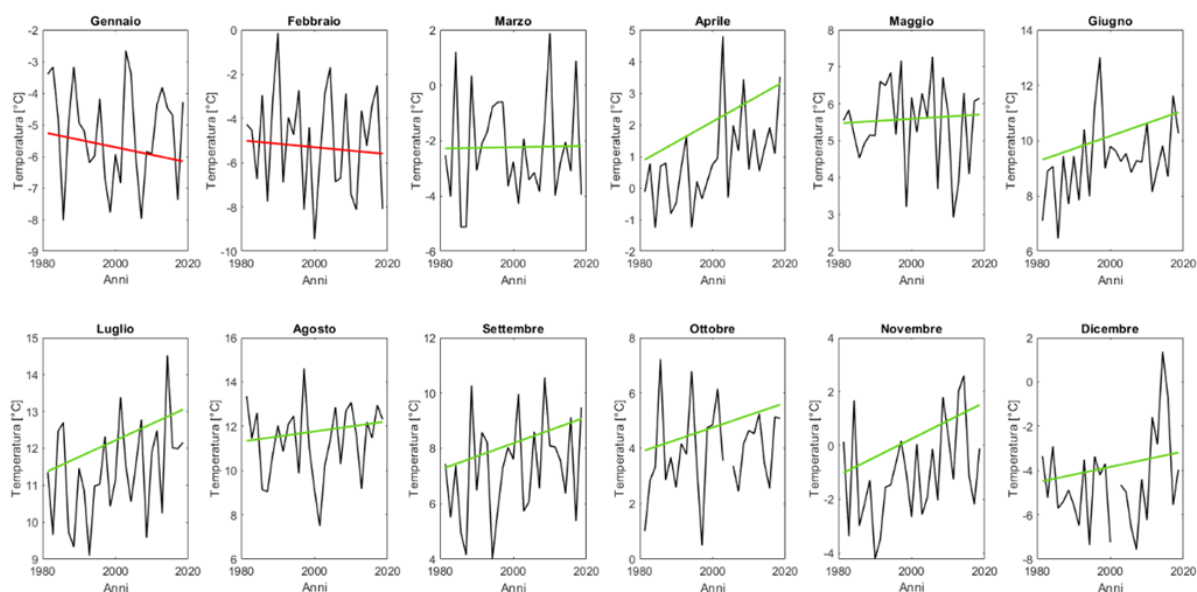 Gennaio Febbraio Marzo Aprile Maggio Giugno
-2 0 2 5 8 14
-3 -2 0 4 7 12
-4 -4 -2 3 6 10
-5 -6 -4 2 5 8
-6 -8 -6 1 4 6
-7 -10 0 3
-8 -1 2
-9 -2
Temperatura [°C] Temperatura [°C] Temperatura [°C] Temperatura [°C] Temperatura [°C] Temperatura [°C]
1980 2000 2020 1980 2000 2020 1980 2000 2020 1980 2000 2020 1980 2000 2020 1980 2000 2020
Anni Anni Anni Anni Anni Anni
Luglio Agosto Settembre Ottobre Novembre Dicembre
15 16 12 8 4 2
14 14 10 6 2 0
13 12 8 4 0 -2
12 10 6 2 -2 -4
11 8 4 0 -4 -6
10 6 -8
9
Temperatura [°C] Temperatura [°C] Temperatura [°C] Temperatura [°C] Temperatura [°C] Temperatura [°C]
1980 2000 2020 1980 2000 2020 1980 2000 2020 1980 2000 2020 1980 2000 2020 1980 2000 2020
Anni Anni Anni Anni Anni Anni